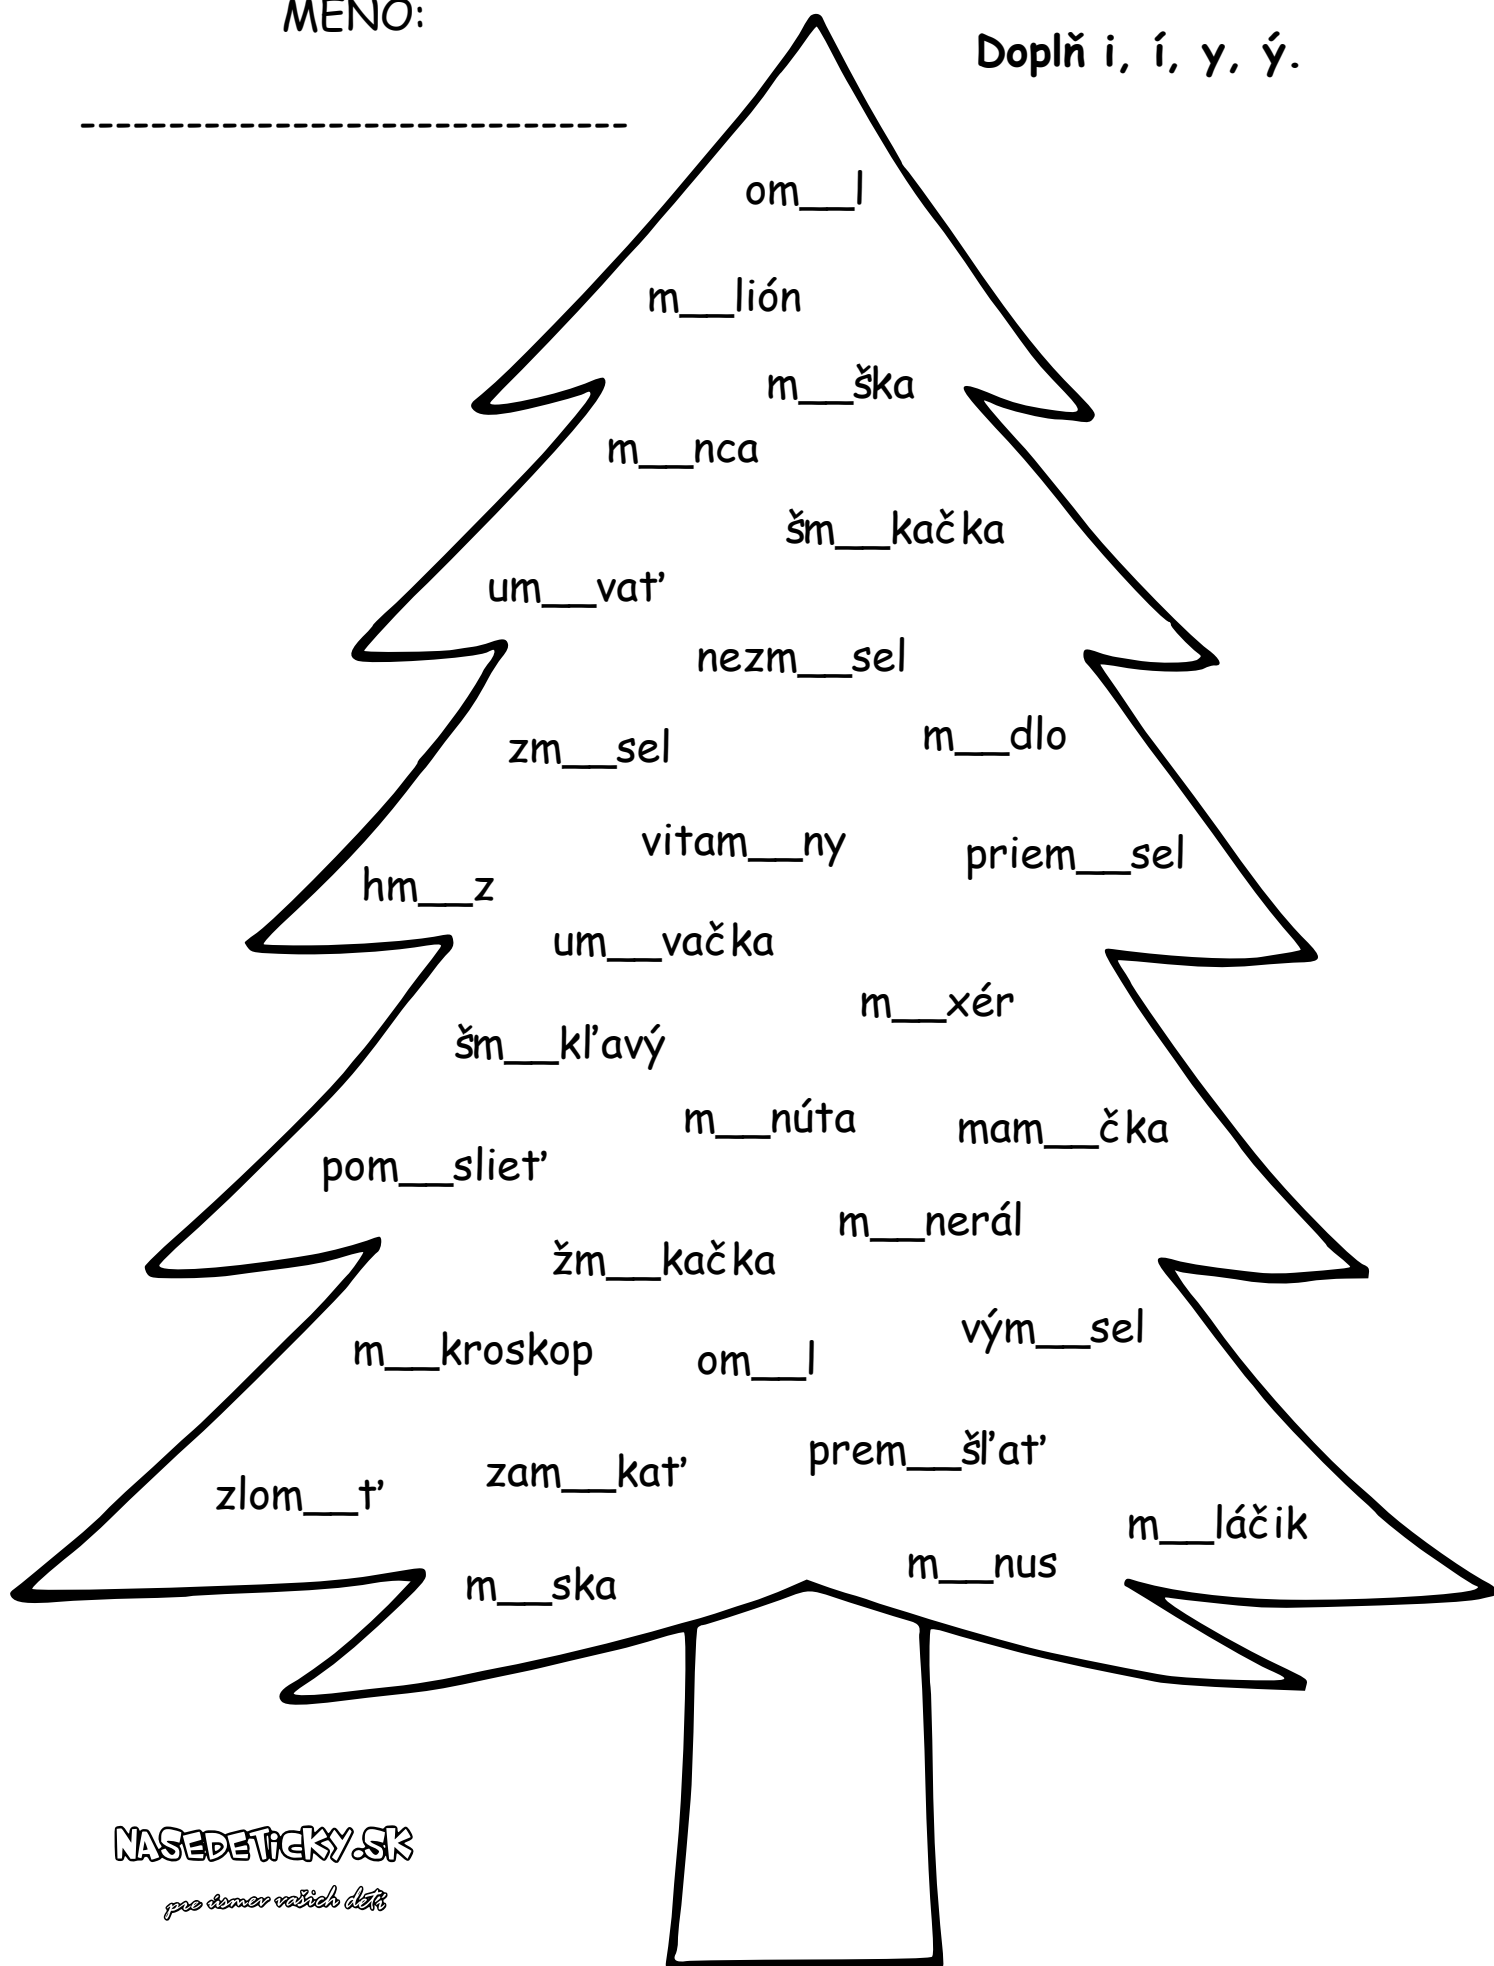 MENO:
Doplň i, í, y, ý.
------------------------------
om__l
m__lión
m__ška
m__nca
šm__kačka
um__vať
nezm__sel
zm__sel
m__dlo
vitam__ny
priem__sel
hm__z
um__vačka
m__xér
šm__kľavý
m__núta
mam__čka
pom__slieť
m__nerál
žm__kačka
vým__sel
m__kroskop
om__l
prem__šľať
zam__kať
zlom__ť
m__láčik
m__nus
m__ska
NASEDETiCKY.SK
pre úsmev vašich detí